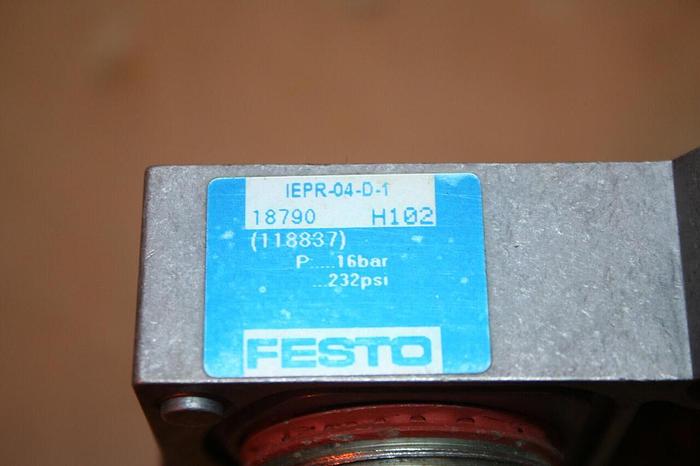 IEPR-04-D-1
18790 H102
(118837)
P.....16bar
...232psi
FESTO